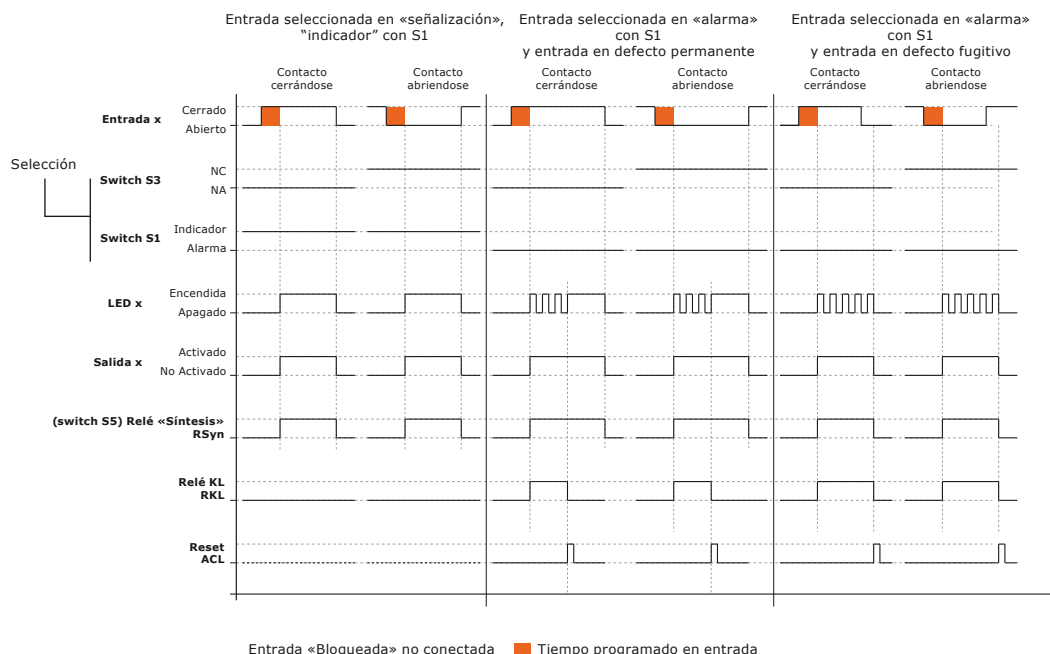 Entrada seleccionada en «señalización»,
“indicador” con S1
Entrada seleccionada en «alarma»
con S1
y entrada en defecto permanente
Entrada seleccionada en «alarma»
con S1
y entrada en defecto fugitivo
Contacto
cerrándose
Contacto
abriendose
Contacto
cerrándose
Contacto
abriendose
Contacto
cerrándose
Contacto
abriendose
Entrada x
Cerrado
Abierto
Selección
Switch S3
NC
NA
Switch S1
Indicador
Alarma
LED x
Encendida
Apagado
Salida x
Activado
No Activado
(switch S5) Relé «Síntesis»
RSyn
Relé KL
RKL
Reset
ACL
Entrada «Bloqueada» no conectada
Tiempo programado en entrada